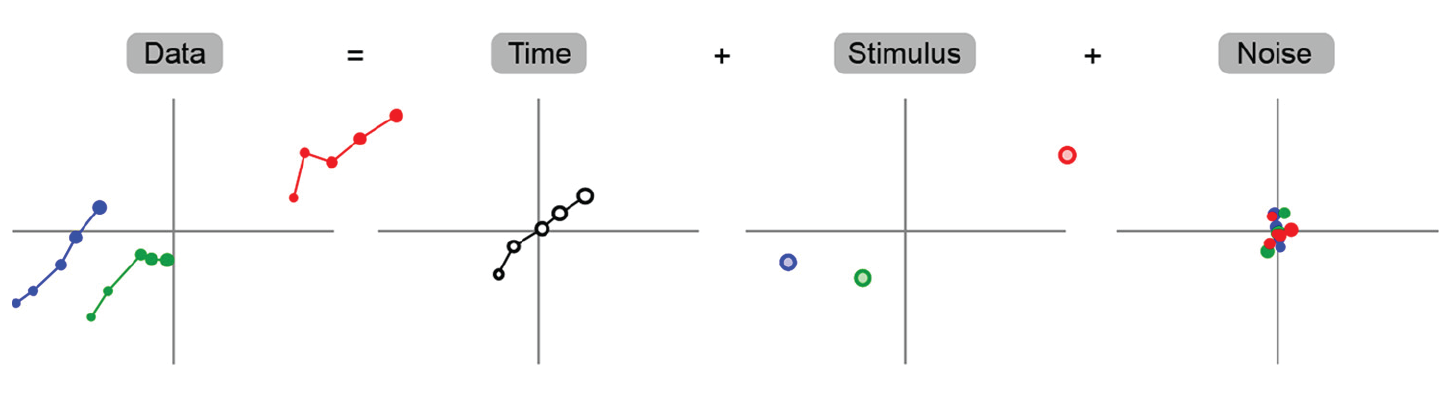 Data = Time + Stimulus + Noise